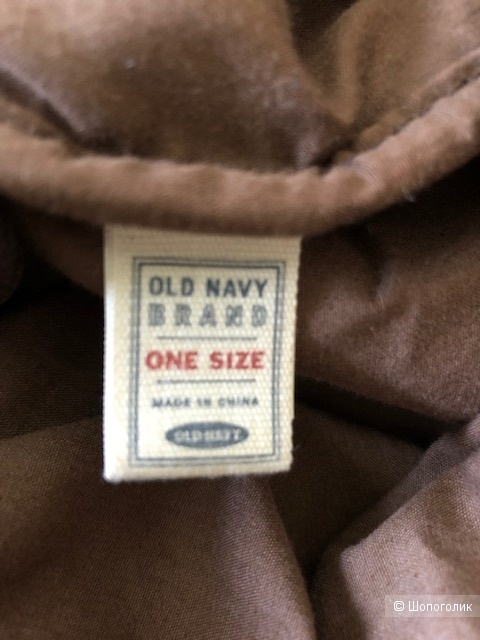 OLD NAVY
BRAND
ONE SIZE
MADE IN CHINA
OLD NAVY
© Шопоголик